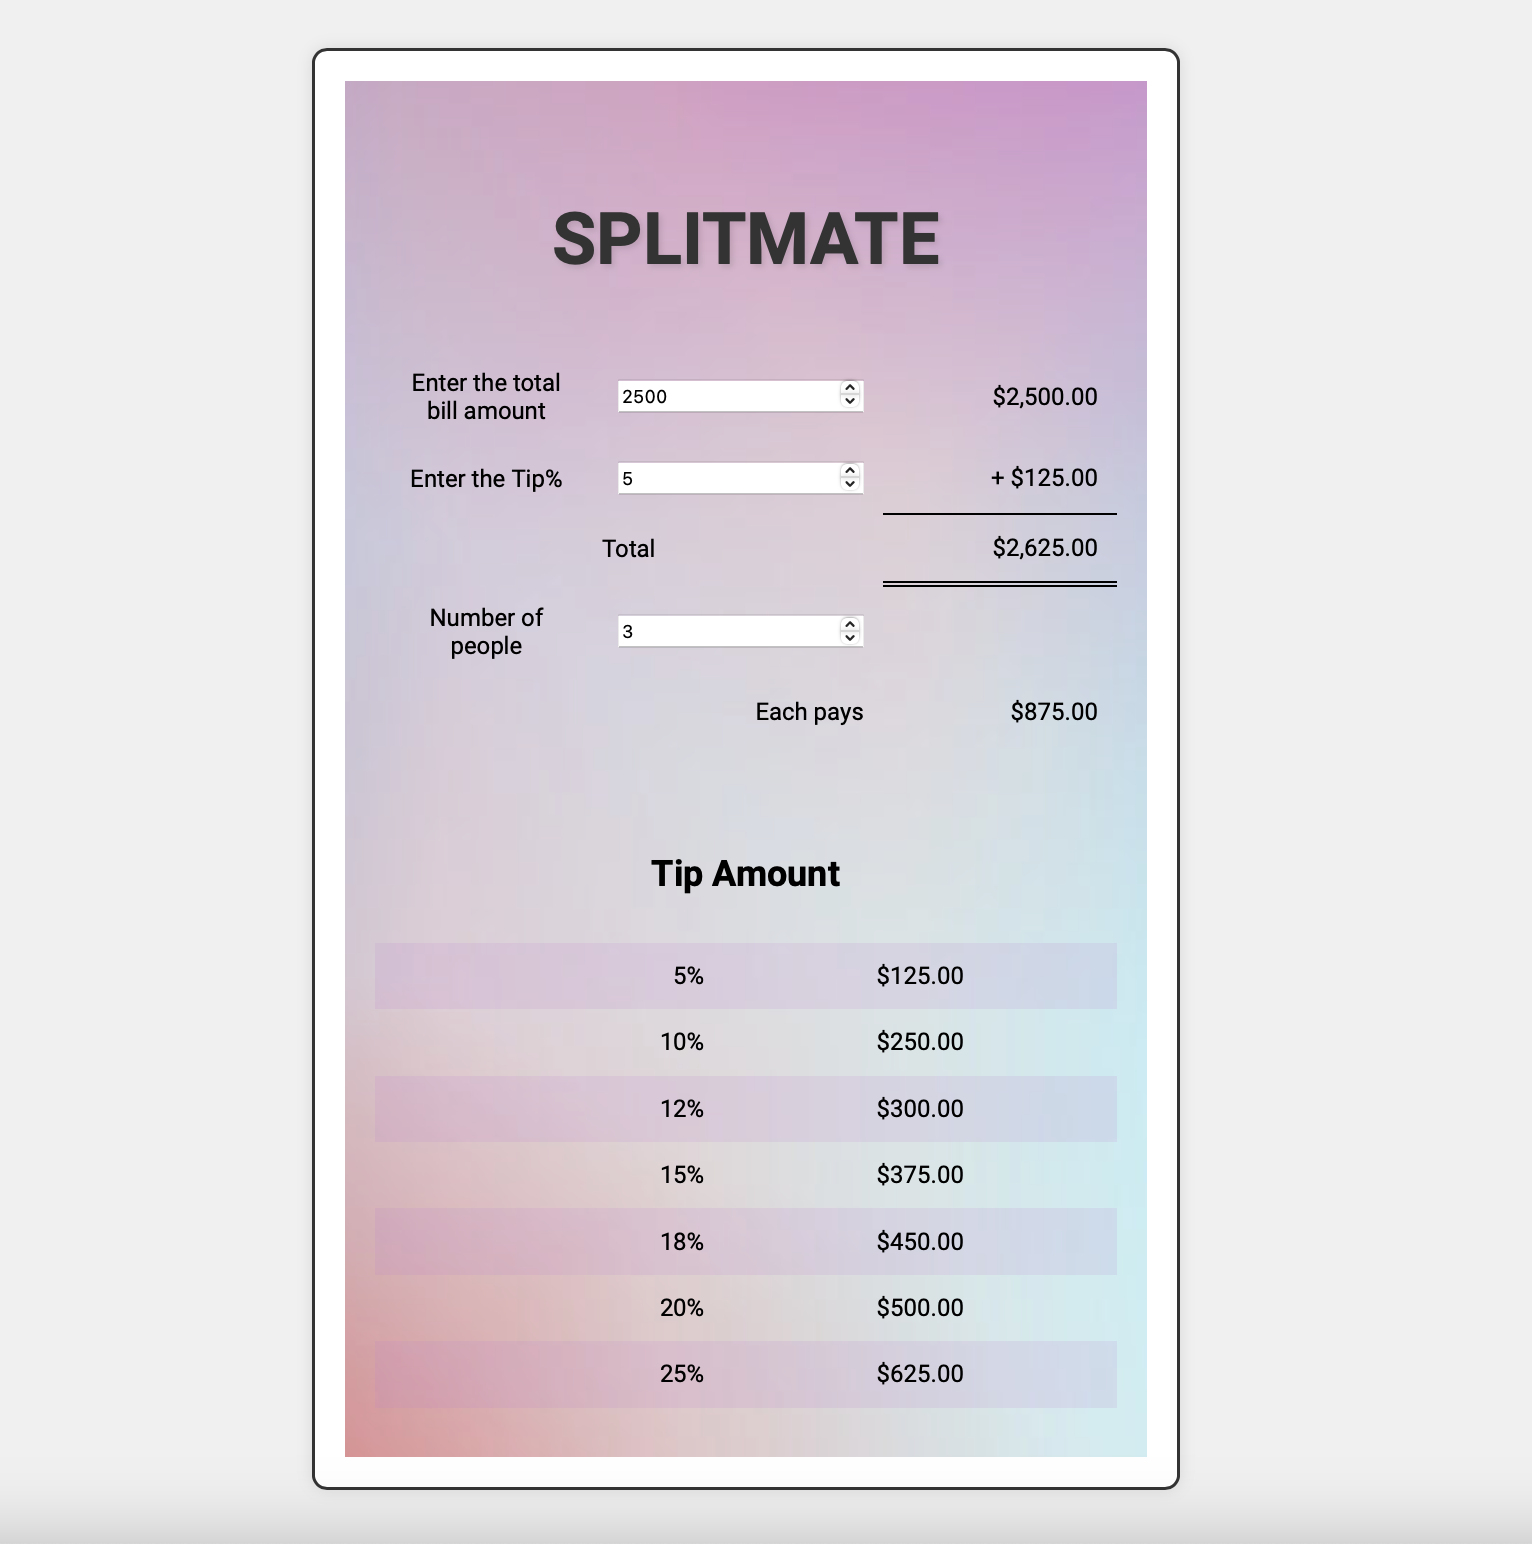 SPLITMATE
Enter the total
bill amount
2500
$2,500.00
Enter the Tip%
5
+ $125.00
Total
$2,625.00
Number of
people
3
Each pays
$875.00
Tip Amount
5% $125.00
10% $250.00
12% $300.00
15% $375.00
18% $450.00
20% $500.00
25% $625.00